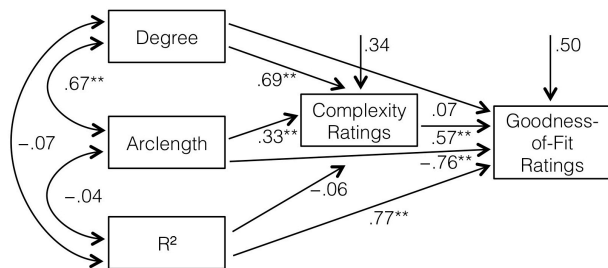 Degree
.34
.50
.67**
.69**
Complexity
Ratings
.07
Goodness-
of-Fit
Ratings
.33**
.57**
Arclength
–.07
–.76**
–.04
–.06
R²
.77**